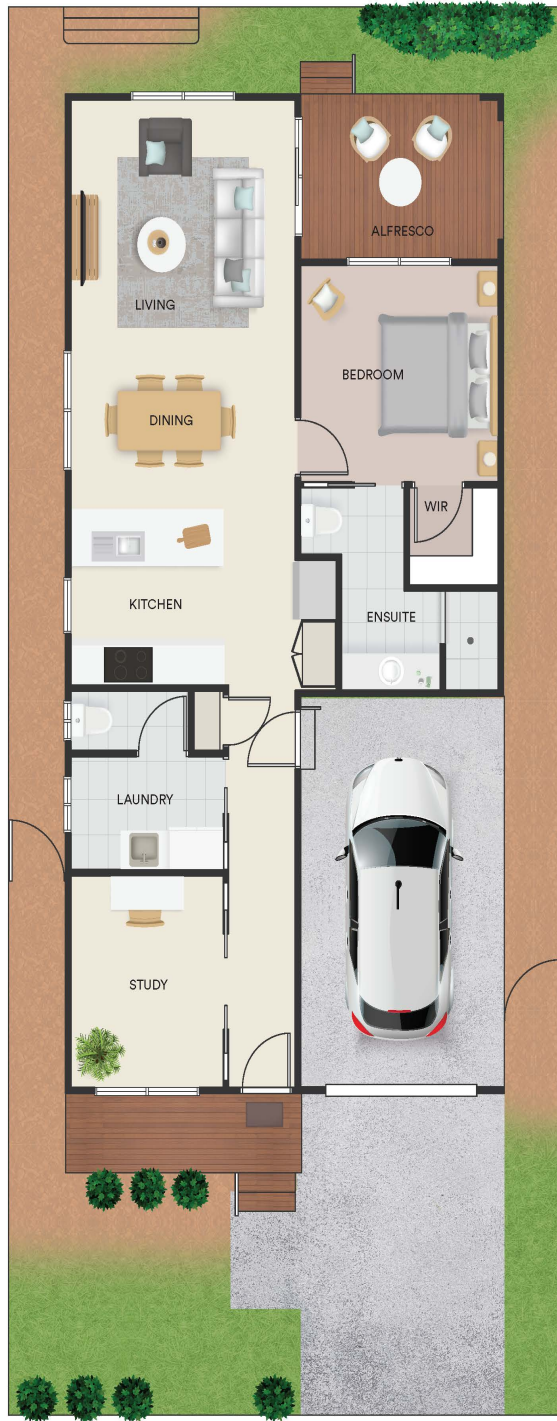 ALFRESCO
LIVING
BEDROOM
DINING
WIR
KITCHEN
ENSUITE
LAUNDRY
STUDY